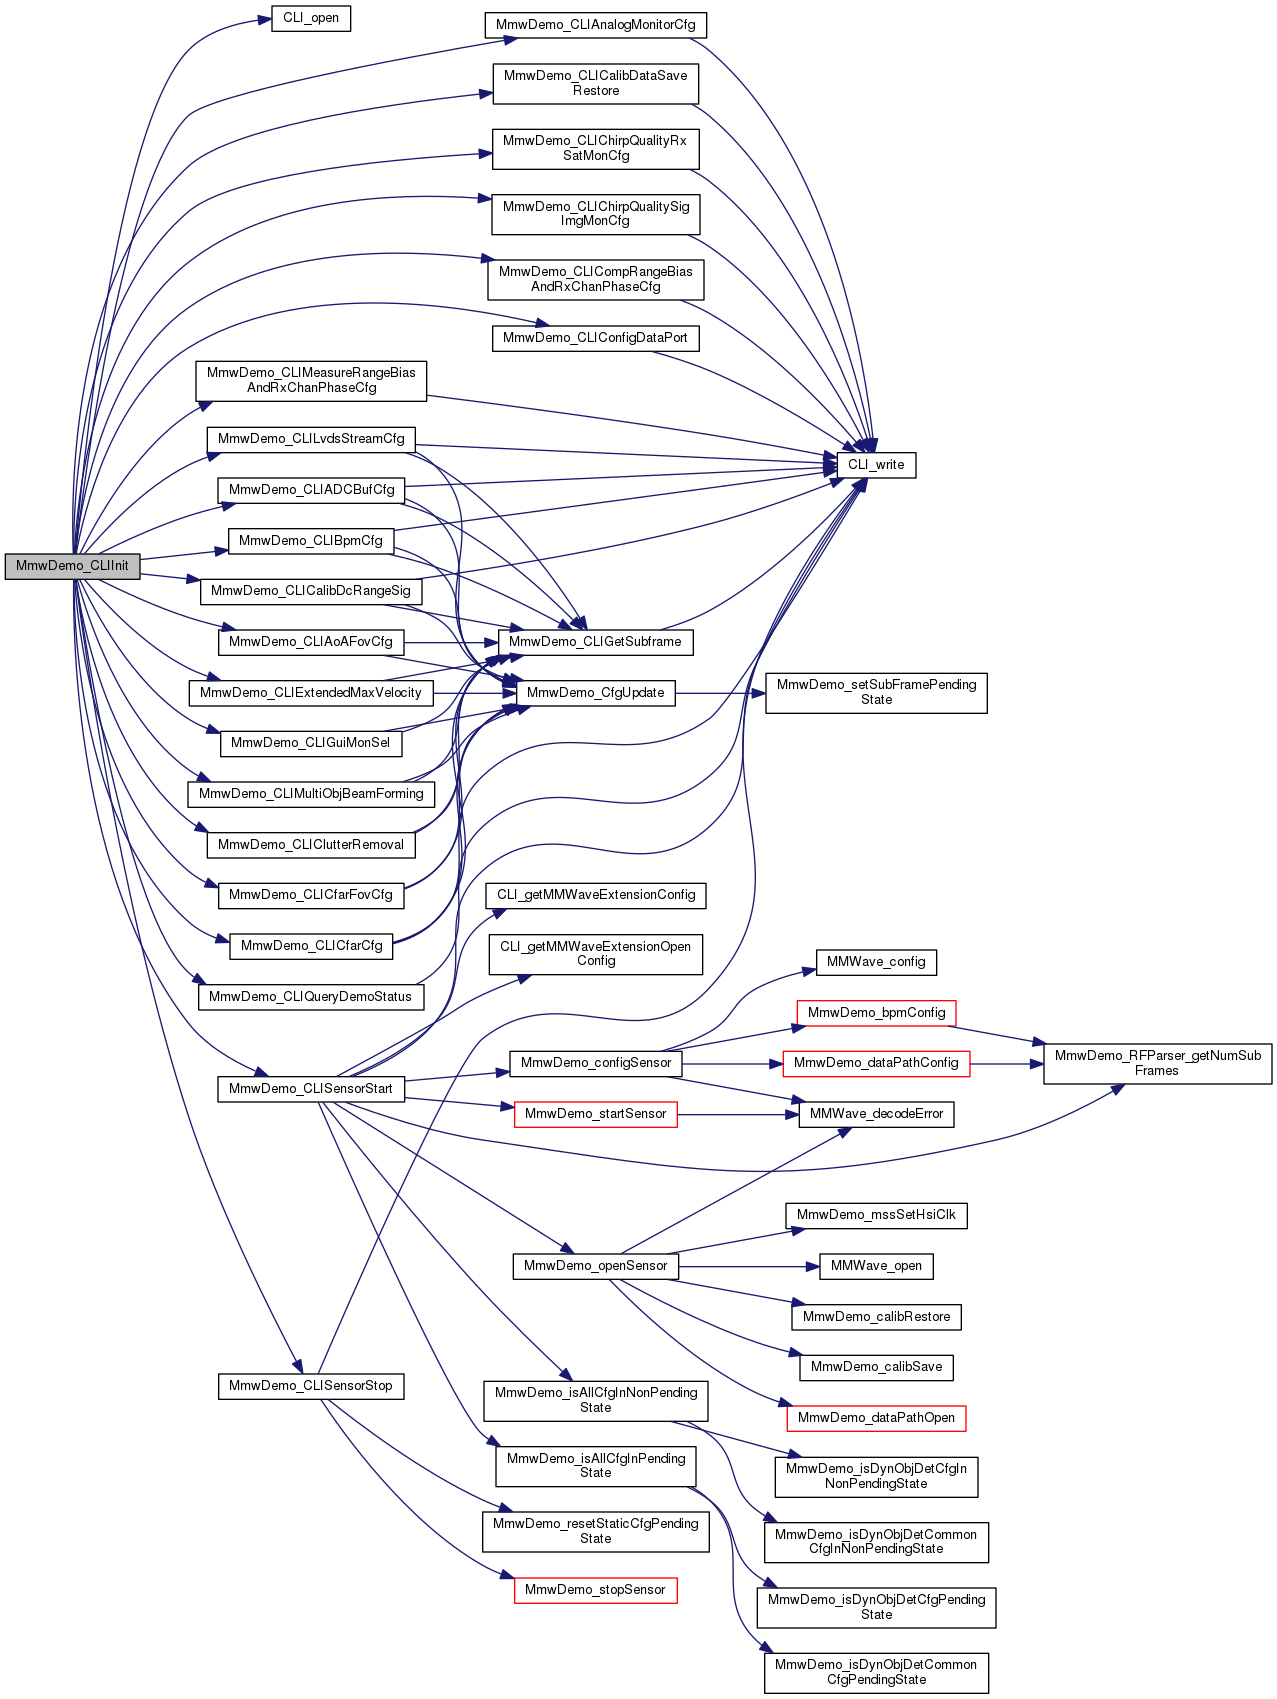 CLI_open
MmwDemo_CLIAnalogMonitorCfg
MmwDemo_CLICalibDataSave
Restore
MmwDemo_CLIChirpQualityRx
SatMonCfg
MmwDemo_CLIChirpQualitySig
ImgMonCfg
MmwDemo_CLICompRangeBias
AndRxChanPhaseCfg
MmwDemo_CLIConfigDataPort
MmwDemo_CLIMeasureRangeBias
AndRxChanPhaseCfg
MmwDemo_CLILvdsStreamCfg
CLI_write
MmwDemo_CLIADCBufCfg
MmwDemo_CLIBpmCfg
MmwDemo_CLIInit
MmwDemo_CLICalibDcRangeSig
MmwDemo_CLIAoAFovCfg
MmwDemo_CLIGetSubframe
MmwDemo_CLIExtendedMaxVelocity
MmwDemo_CfgUpdate
MmwDemo_setSubFramePending
State
MmwDemo_CLIGuiMonSel
MmwDemo_CLIMultiObjBeamForming
MmwDemo_CLIClutterRemoval
MmwDemo_CLICfarFovCfg
CLI_getMMWaveExtensionConfig
MmwDemo_CLICfarCfg
CLI_getMMWaveExtensionOpen
Config
MMWave_config
MmwDemo_CLIQueryDemoStatus
MmwDemo_bpmConfig
MmwDemo_configSensor
MmwDemo_dataPathConfig
MmwDemo_RFParser_getNumSub
Frames
MmwDemo_CLISensorStart
MmwDemo_startSensor
MMWave_decodeError
MmwDemo_mssSetHsiClk
MmwDemo_openSensor
MMWave_open
MmwDemo_calibRestore
MmwDemo_calibSave
MmwDemo_CLISensorStop
MmwDemo_isAllCfgInNonPending
State
MmwDemo_dataPathOpen
MmwDemo_isAllCfgInPending
State
MmwDemo_isDynObjDetCfgIn
NonPendingState
MmwDemo_resetStaticCfgPending
State
MmwDemo_isDynObjDetCommon
CfgInNonPendingState
MmwDemo_stopSensor
MmwDemo_isDynObjDetCfgPending
State
MmwDemo_isDynObjDetCommon
CfgPendingState